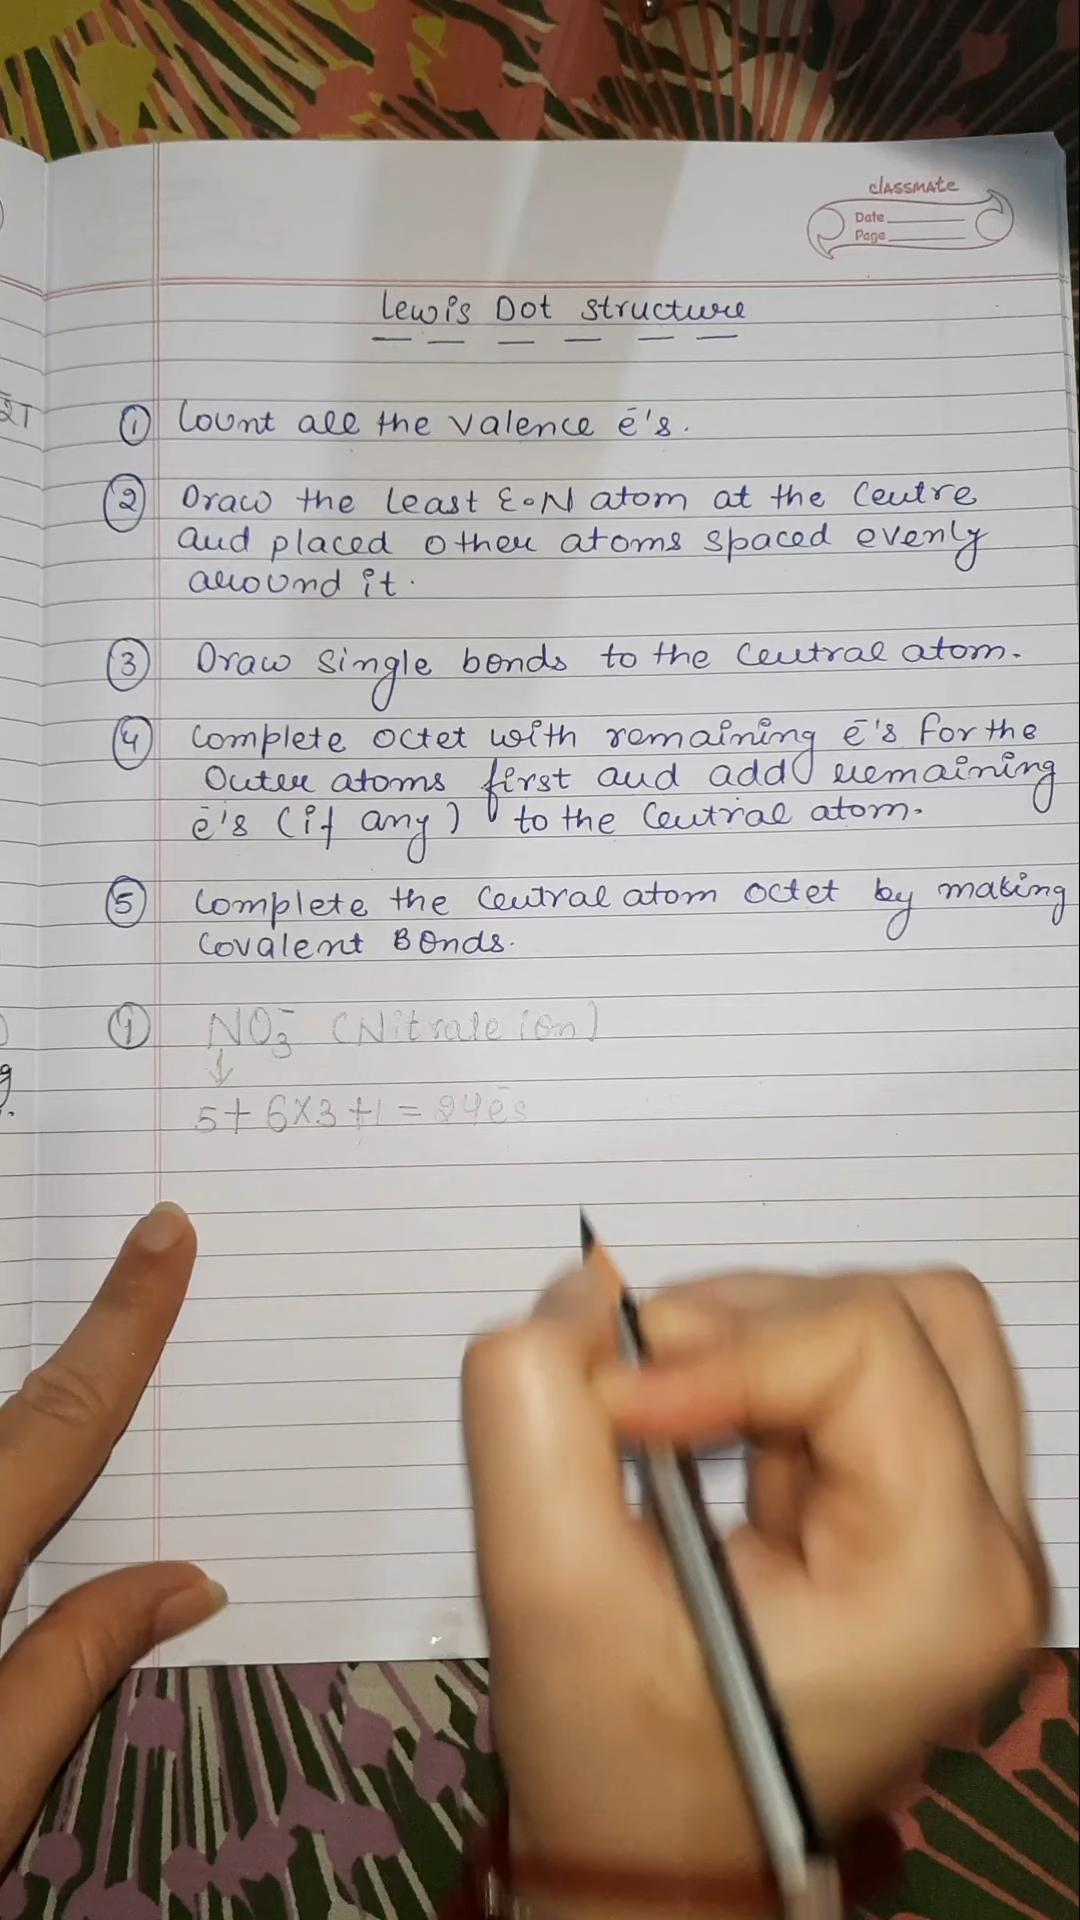 classmate
Date
Page
Lewis Dot structure
① Count all the valence ē's.
② Draw the least E.N atom at the centre
and placed other atoms spaced evenly
around it.
③ Draw single bonds to the central atom.
④ Complete octet with remaining ē's for the
outer atoms first and add remaining
ē's (if any) to the central atom.
⑤ Complete the central atom octet by making
covalent Bonds.
① NO₃⁻ (Nitrate ion)
↓
5+ 6×3 +1 = 24ēs